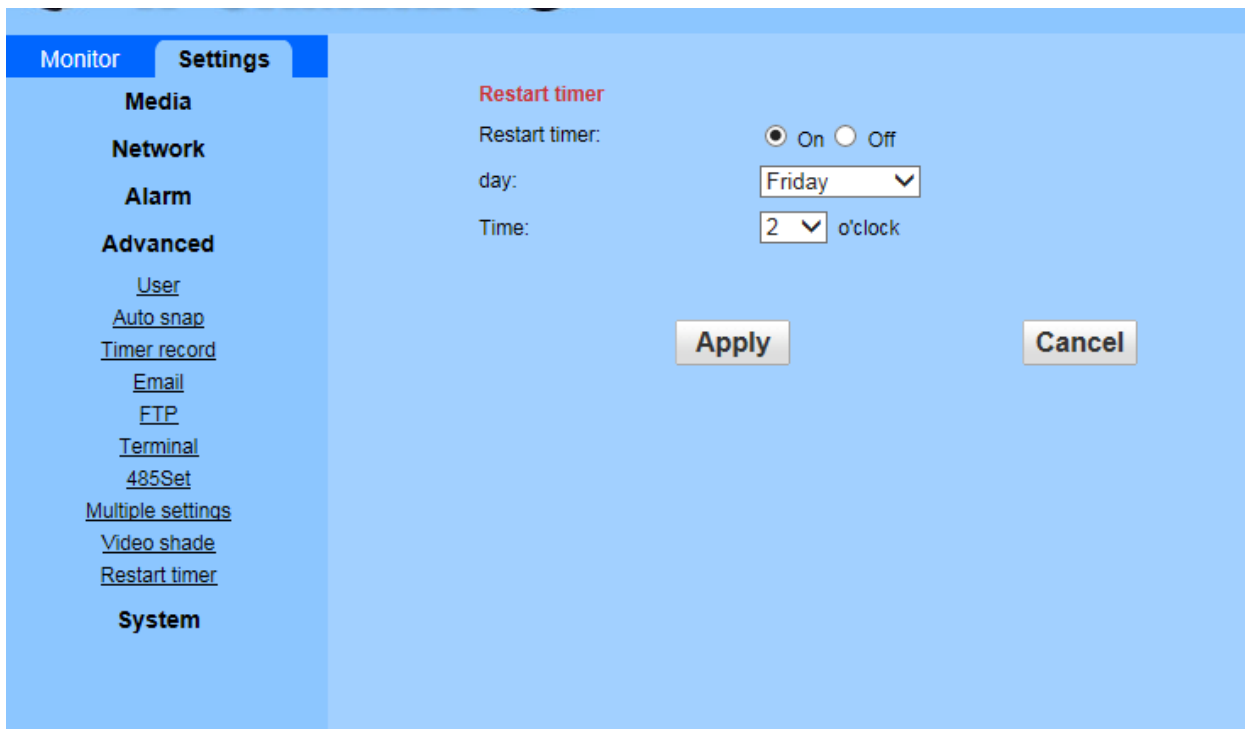 Monitor Settings
Media
Network
Alarm
Advanced
User
Auto snap
Timer record
Email
FTP
Terminal
485Set
Multiple settings
Video shade
Restart timer
System
Restart timer
Restart timer: On Off
day: Friday
Time: 2 o'clock
Apply Cancel